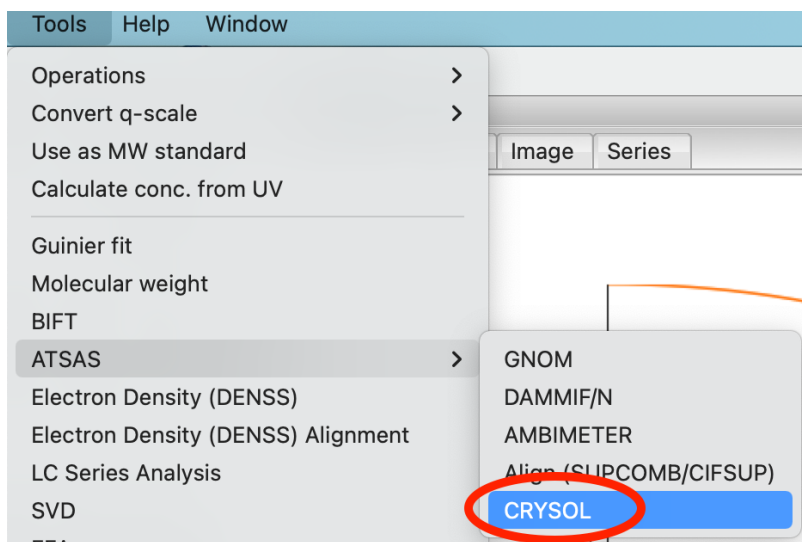 Tools Help Window
Operations
Convert q-scale
Use as MW standard
Image Series
Calculate conc. from UV
Guinier fit
Molecular weight
BIFT
ATSAS
GNOM
Electron Density (DENSS)
DAMMIF/N
Electron Density (DENSS) Alignment
AMBIMETER
LC Series Analysis
Align (SUPCOMB/CIFSUP)
SVD
CRYSOL